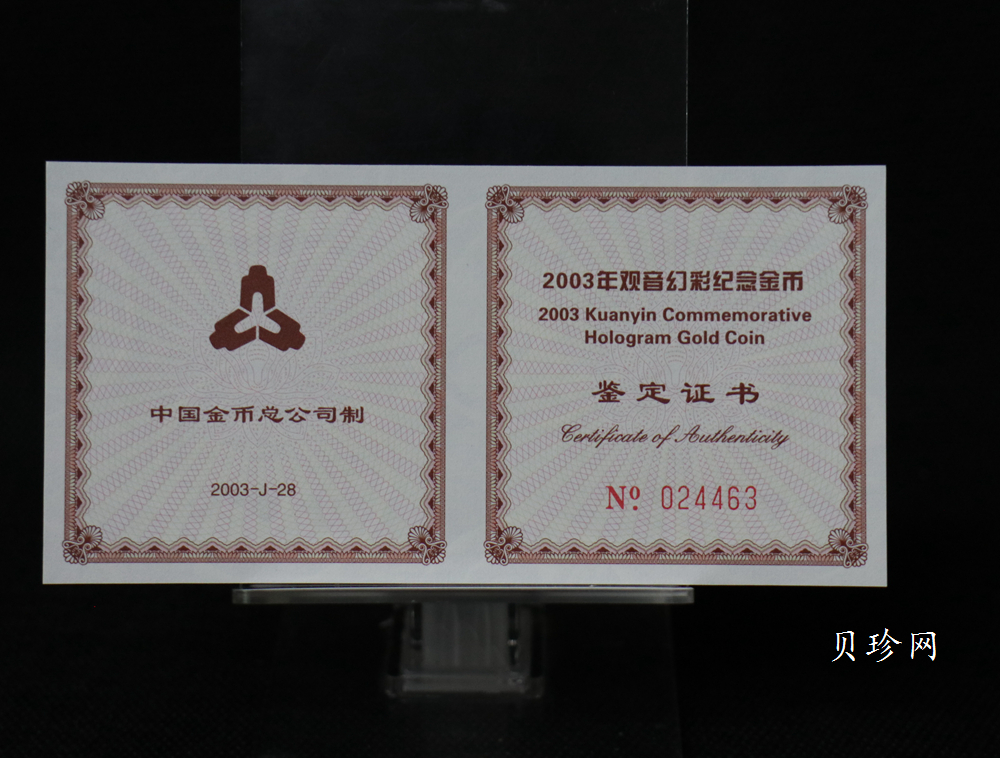 中国金币总公司制
2003-J-28
2003年观音幻彩纪念金币
2003 Kuanyin Commemorative
Hologram Gold Coin
鉴定证书
Certificate of Authenticity
Nº 024463
贝珍网